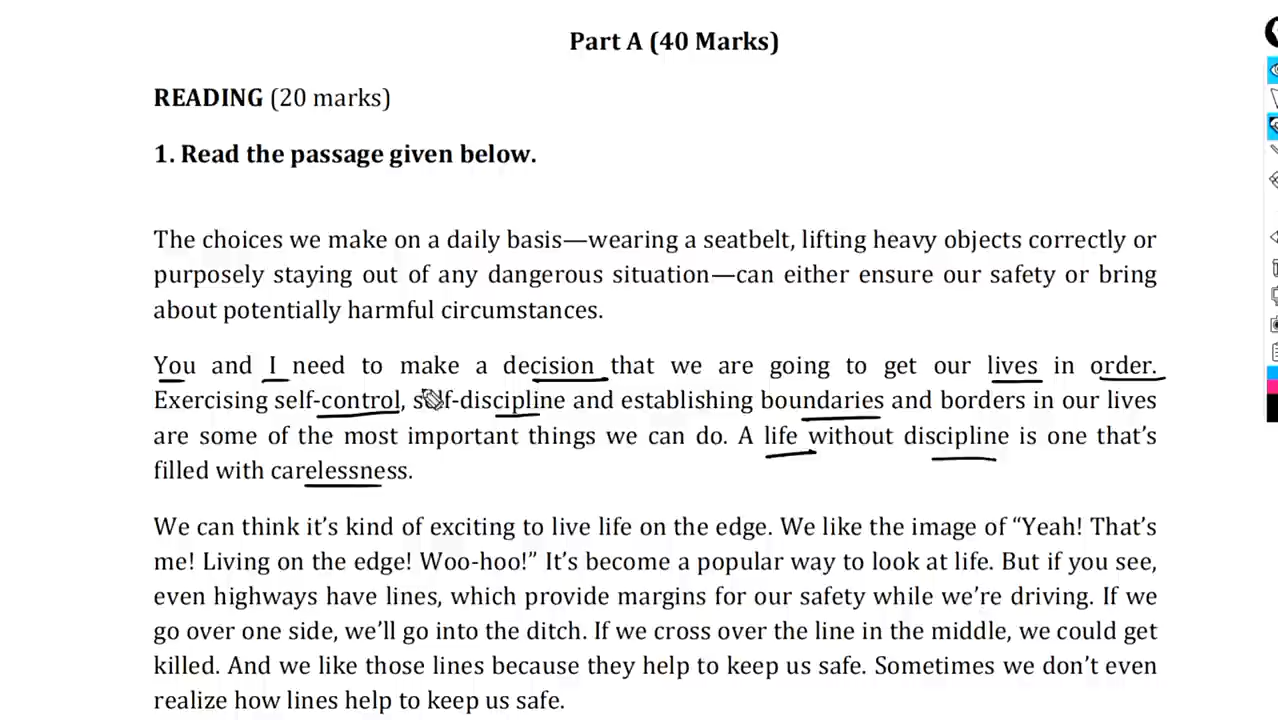 Part A (40 Marks)
READING (20 marks)
1. Read the passage given below.
The choices we make on a daily basis—wearing a seatbelt, lifting heavy objects correctly or
purposely staying out of any dangerous situation—can either ensure our safety or bring
about potentially harmful circumstances.
You and I need to make a decision that we are going to get our lives in order.
Exercising self-control, self-discipline and establishing boundaries and borders in our lives
are some of the most important things we can do. A life without discipline is one that's
filled with carelessness.
We can think it's kind of exciting to live life on the edge. We like the image of “Yeah! That's
me! Living on the edge! Woo-hoo!” It's become a popular way to look at life. But if you see,
even highways have lines, which provide margins for our safety while we're driving. If we
go over one side, we'll go into the ditch. If we cross over the line in the middle, we could get
killed. And we like those lines because they help to keep us safe. Sometimes we don't even
realize how lines help to keep us safe.